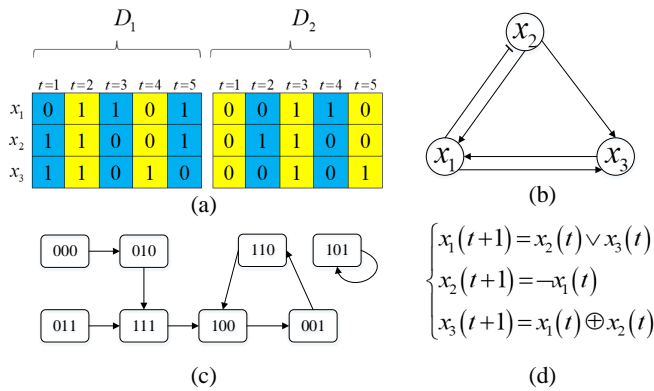 D₁ D₂
t=1 t=2 t=3 t=4 t=5 t=1 t=2 t=3 t=4 t=5
x₁ 0 1 1 0 1 0 0 1 1 0
x₂ 1 1 0 0 1 0 1 1 0 0
x₃ 1 1 0 1 0 0 0 1 0 1
(a)
x₂
x₁ x₃
(b)
000 010 110 101
011 111 100 001
(c)
x₁(t+1)=x₂(t)∨x₃(t)
x₂(t+1)=¬x₁(t)
x₃(t+1)=x₁(t)⊕x₂(t)
(d)